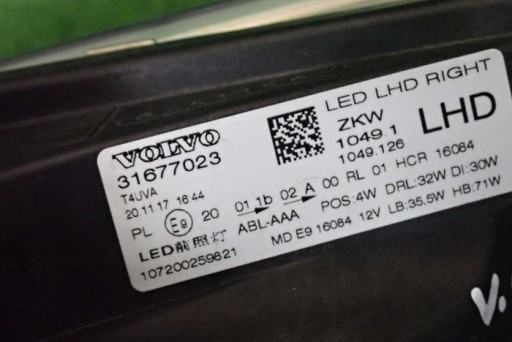 LED LHD RIGHT
VOLVO
31677023
ZKW
1049.1
1049.126
LHD
T4UVA
20.11.17 16:44
PL E9 20 01 1b 02 A 00 RL 01 HCR 16084
ABL-AAA POS:4W DRL:32W DI:30W
LED前照灯 MD E9 16084 12V LB:35.5W HB:71W
107200259821
V.